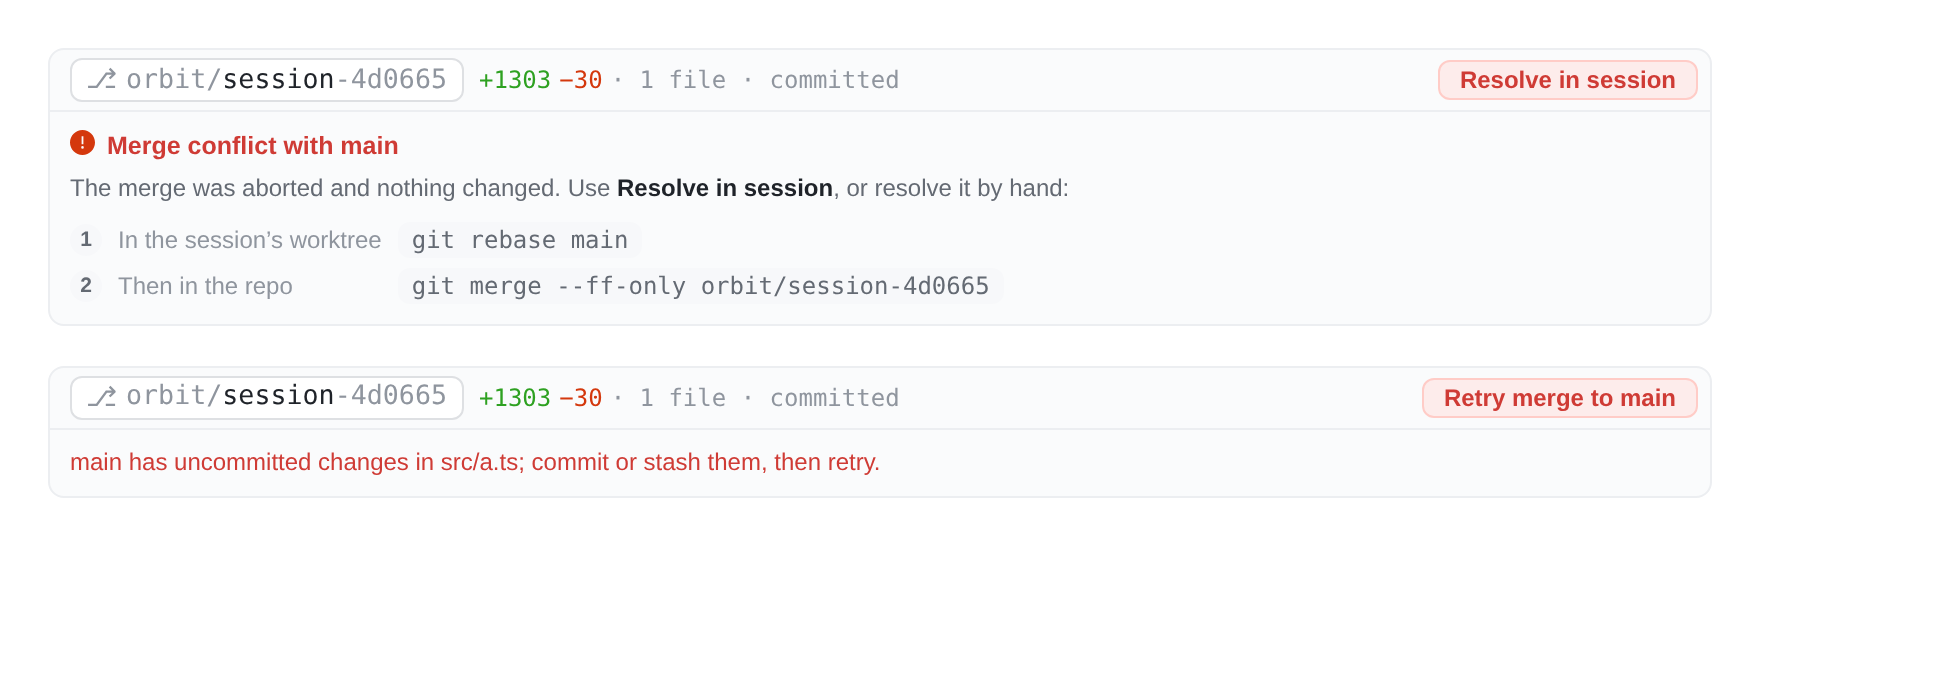 ⎇ orbit/session-4d0665 +1303 −30 · 1 file · committed Resolve in session
! Merge conflict with main
The merge was aborted and nothing changed. Use Resolve in session, or resolve it by hand:
1 In the session’s worktree git rebase main
2 Then in the repo git merge --ff-only orbit/session-4d0665
⎇ orbit/session-4d0665 +1303 −30 · 1 file · committed Retry merge to main
main has uncommitted changes in src/a.ts; commit or stash them, then retry.